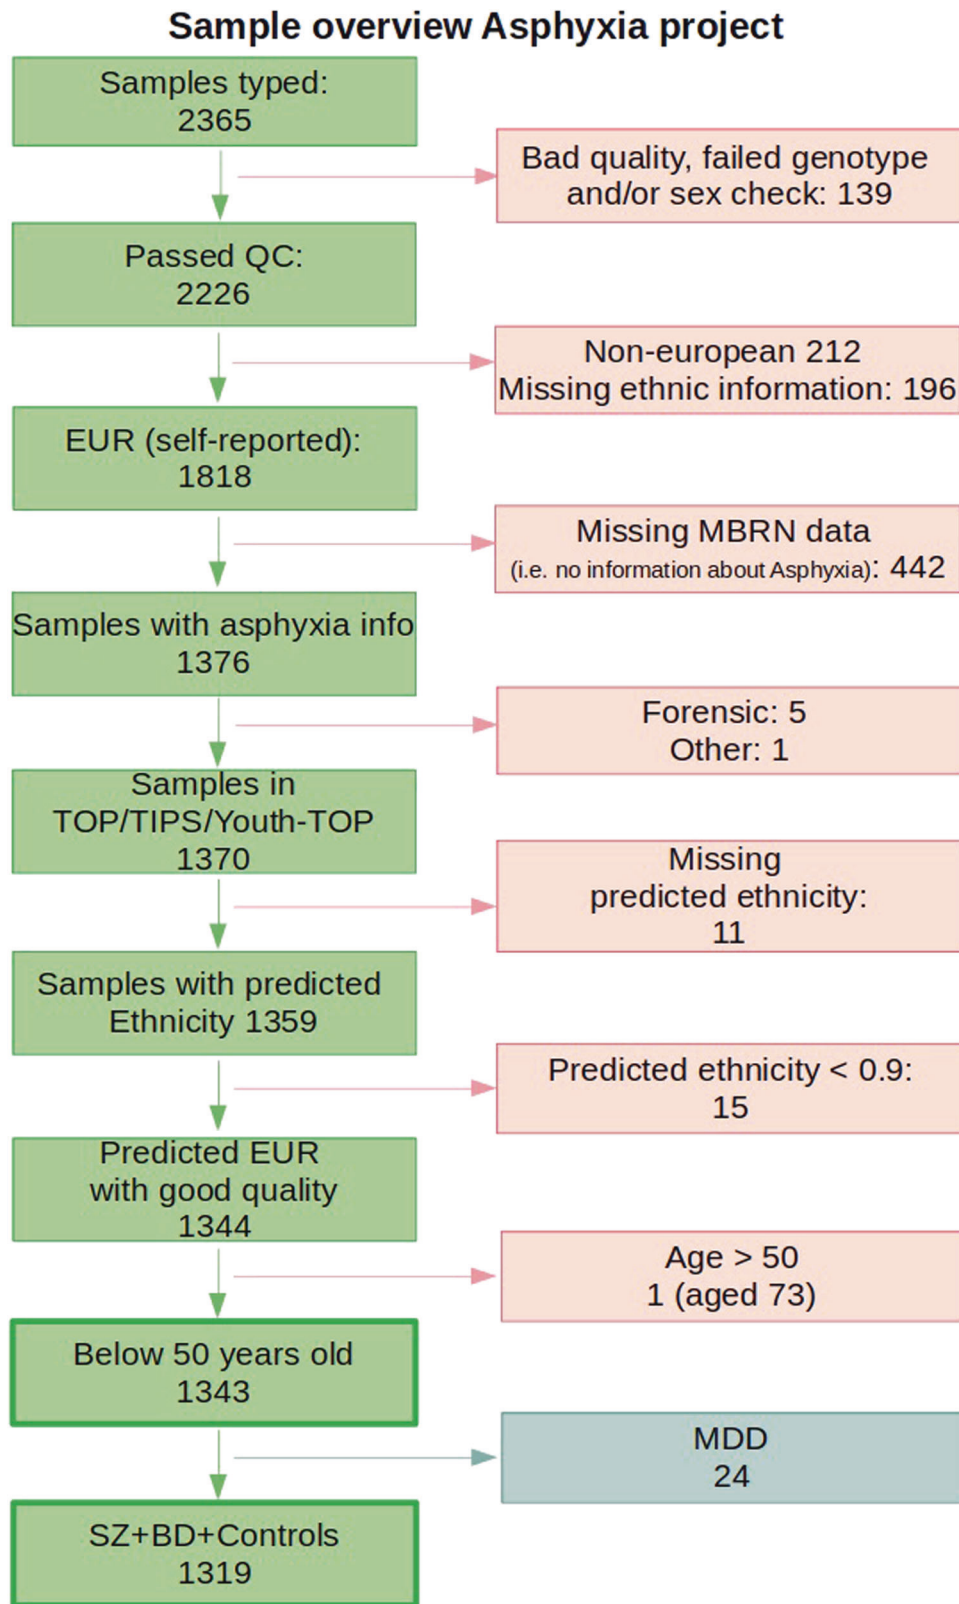 Sample overview Asphyxia project
Samples typed:
2365
Bad quality, failed genotype
and/or sex check: 139
Passed QC:
2226
Non-european 212
Missing ethnic information: 196
EUR (self-reported):
1818
Missing MBRN data
(i.e. no information about Asphyxia): 442
Samples with asphyxia info
1376
Forensic: 5
Other: 1
Samples in
TOP/TIPS/Youth-TOP
1370
Missing
predicted ethnicity:
11
Samples with predicted
Ethnicity 1359
Predicted ethnicity < 0.9:
15
Predicted EUR
with good quality
1344
Age > 50
1 (aged 73)
Below 50 years old
1343
MDD
24
SZ+BD+Controls
1319